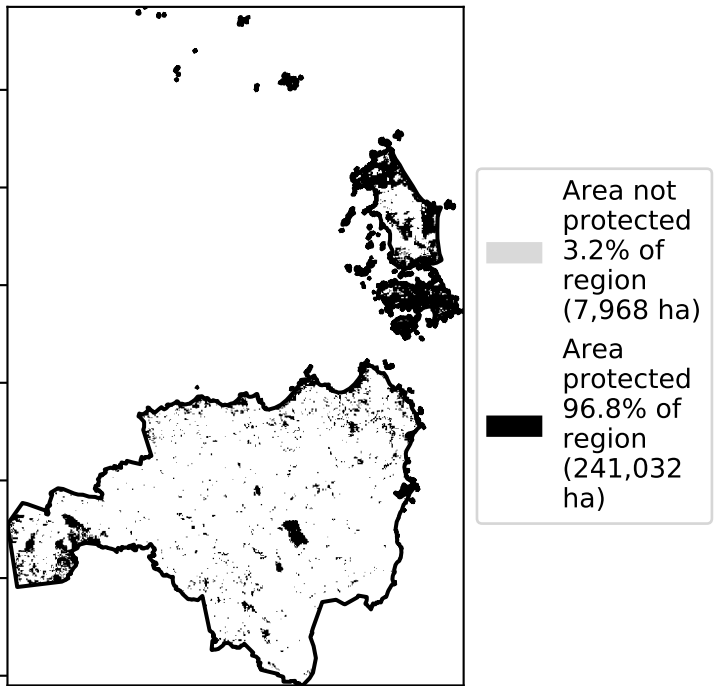 Area not
protected
3.2% of
region
(7,968 ha)
Area
protected
96.8% of
region
(241,032
ha)